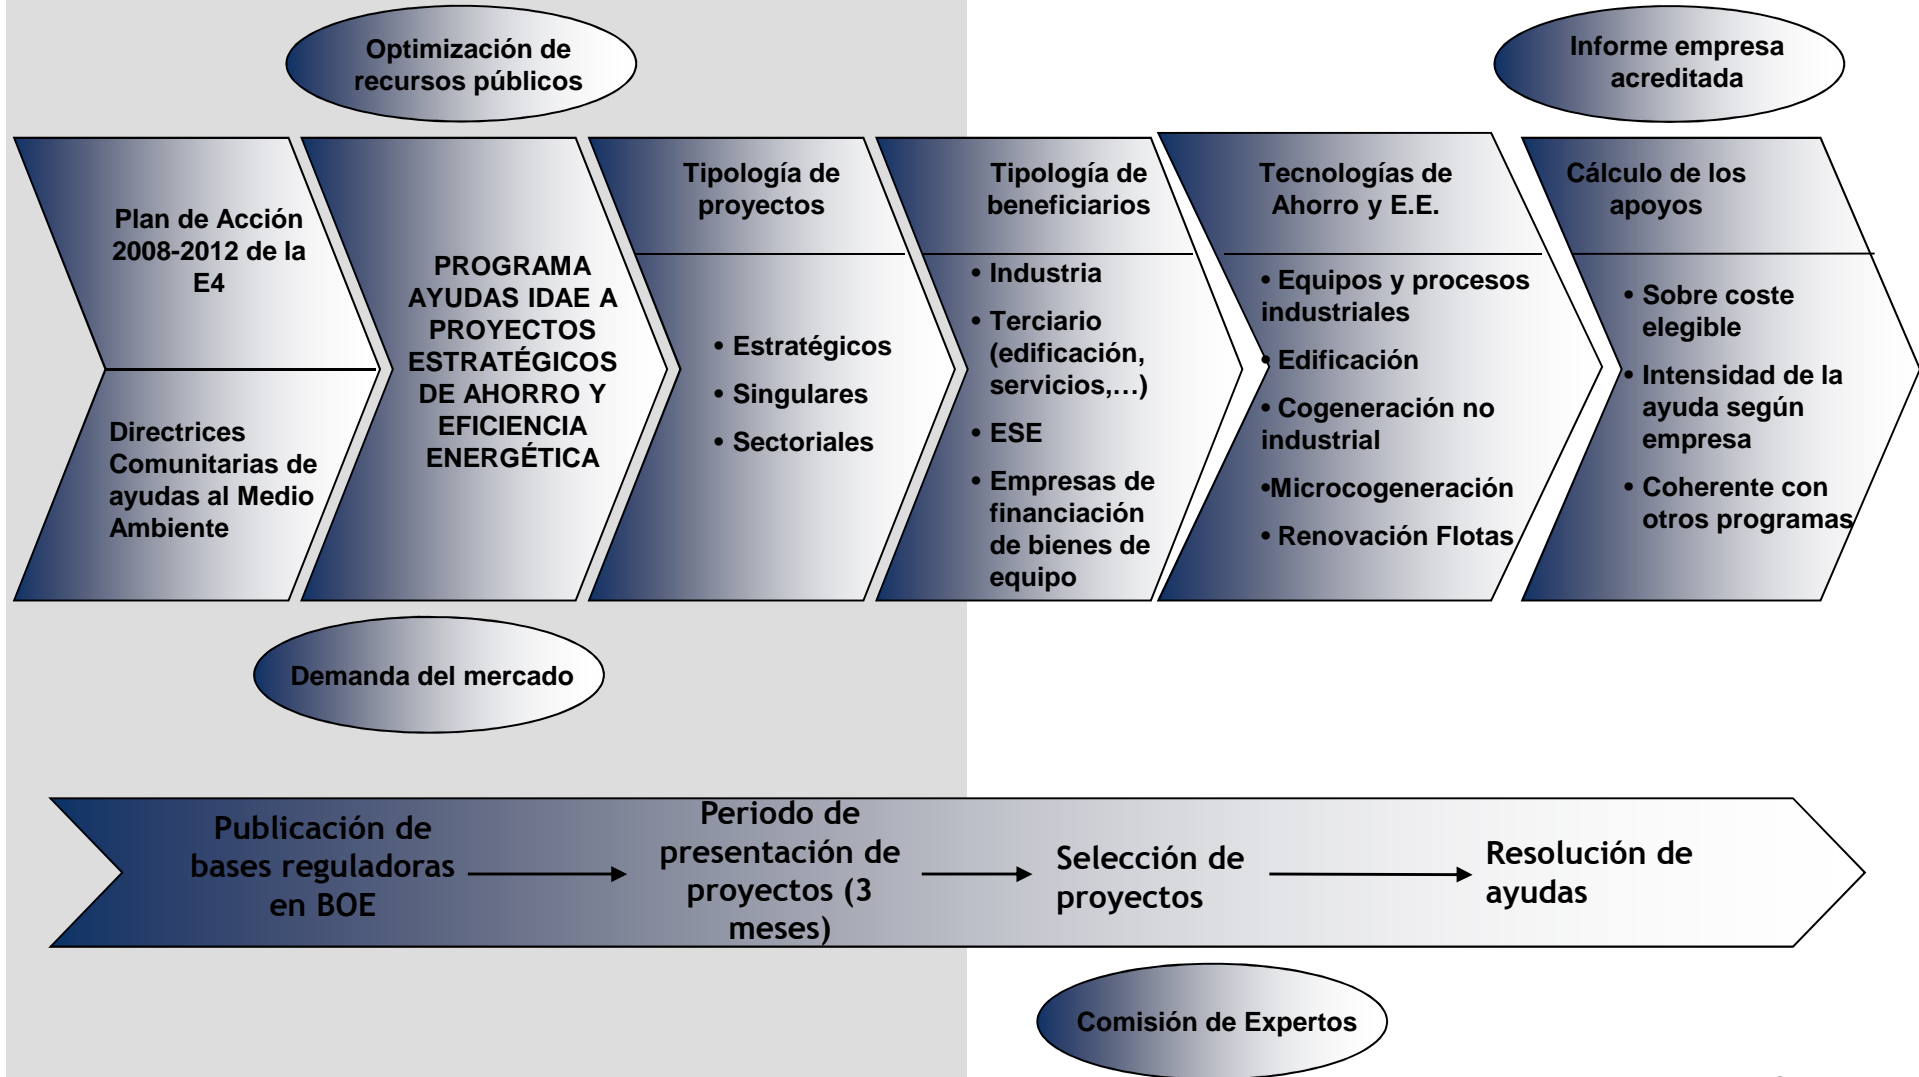 Optimización de
recursos públicos
Informe empresa
acreditada
Plan de Acción
2008-2012 de la
E4
Directrices
Comunitarias de
ayudas al Medio
Ambiente
PROGRAMA
AYUDAS IDAE A
PROYECTOS
ESTRATÉGICOS
DE AHORRO Y
EFICIENCIA
ENERGÉTICA
Tipología de
proyectos
• Estratégicos
• Singulares
• Sectoriales
Tipología de
beneficiarios
• Industria
• Terciario
(edificación,
servicios,...)
• ESE
• Empresas de
financiación
de bienes de
equipo
Tecnologías de
Ahorro y E.E.
• Equipos y procesos
industriales
• Edificación
• Cogeneración no
industrial
•Microcogeneración
• Renovación Flotas
Cálculo de los
apoyos
• Sobre coste
elegible
• Intensidad de la
ayuda según
empresa
• Coherente con
otros programas
Demanda del mercado
Publicación de
bases reguladoras
en BOE
Periodo de
presentación de
proyectos (3
meses)
Selección de
proyectos
Resolución de
ayudas
Comisión de Expertos